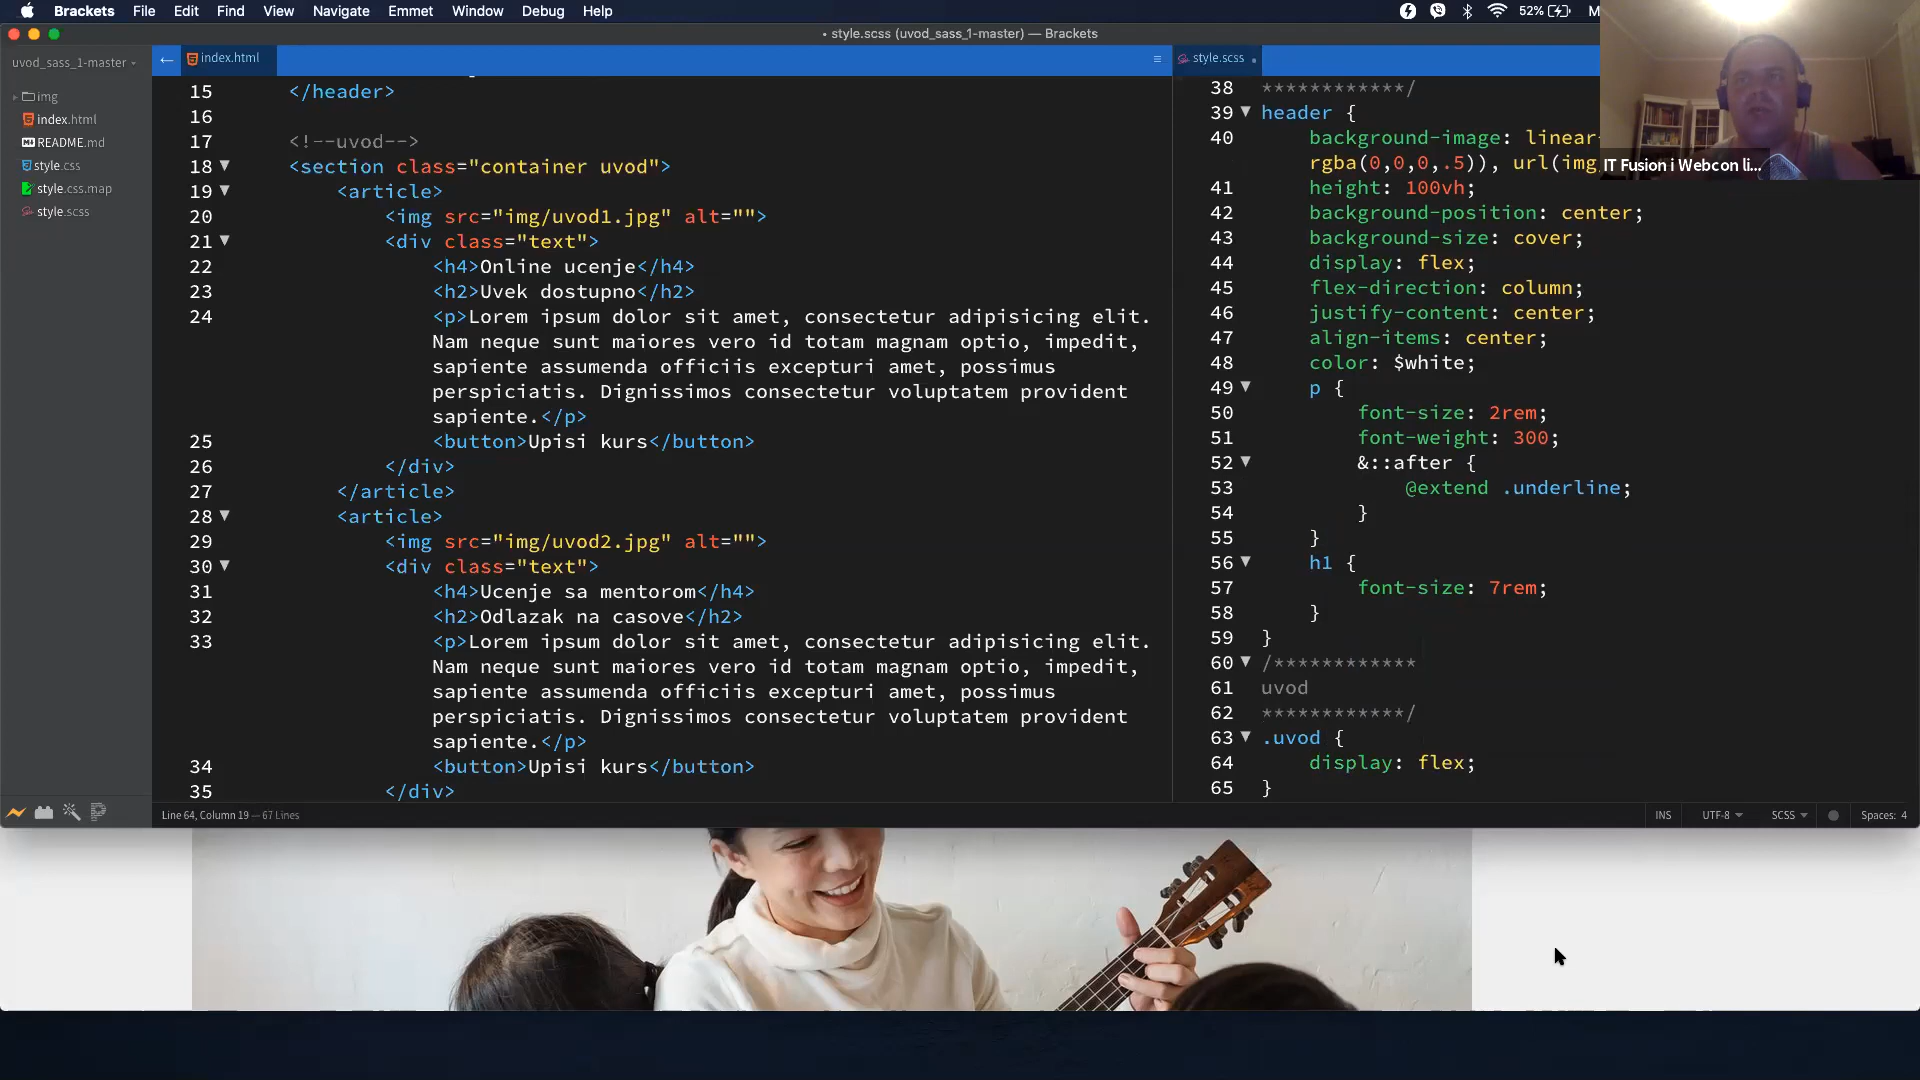 Brackets File Edit Find View Navigate Emmet Window Debug Help
52%
• style.scss (uvod_sass_1-master) — Brackets
uvod_sass_1-master
img
index.html
README.md
style.css
style.css.map
style.scss
index.html
15 </header>
16
17 <!--uvod-->
18 <section class="container uvod">
19 <article>
20 <img src="img/uvod1.jpg" alt="">
21 <div class="text">
22 <h4>Online ucenje</h4>
23 <h2>Uvek dostupno</h2>
24 <p>Lorem ipsum dolor sit amet, consectetur adipisicing elit.
Nam neque sunt maiores vero id totam magnam optio, impedit,
sapiente assumenda officiis excepturi amet, possimus
perspiciatis. Dignissimos consectetur voluptatem provident
sapiente.</p>
25 <button>Upisi kurs</button>
26 </div>
27 </article>
28 <article>
29 <img src="img/uvod2.jpg" alt="">
30 <div class="text">
31 <h4>Ucenje sa mentorom</h4>
32 <h2>Odlazak na casove</h2>
33 <p>Lorem ipsum dolor sit amet, consectetur adipisicing elit.
Nam neque sunt maiores vero id totam magnam optio, impedit,
sapiente assumenda officiis excepturi amet, possimus
perspiciatis. Dignissimos consectetur voluptatem provident
sapiente.</p>
34 <button>Upisi kurs</button>
35 </div>
style.scss
38 ************/
39 header {
40 background-image: linear-
rgba(0,0,0,.5)), url(img
41 height: 100vh;
42 background-position: center;
43 background-size: cover;
44 display: flex;
45 flex-direction: column;
46 justify-content: center;
47 align-items: center;
48 color: $white;
49 p {
50 font-size: 2rem;
51 font-weight: 300;
52 &::after {
53 @extend .underline;
54 }
55 }
56 h1 {
57 font-size: 7rem;
58 }
59 }
60 /************
61 uvod
62 ************/
63 .uvod {
64 display: flex;
65 }
IT Fusion i Webcon li...
Line 64, Column 19 — 67 Lines
INS UTF-8 SCSS Spaces: 4